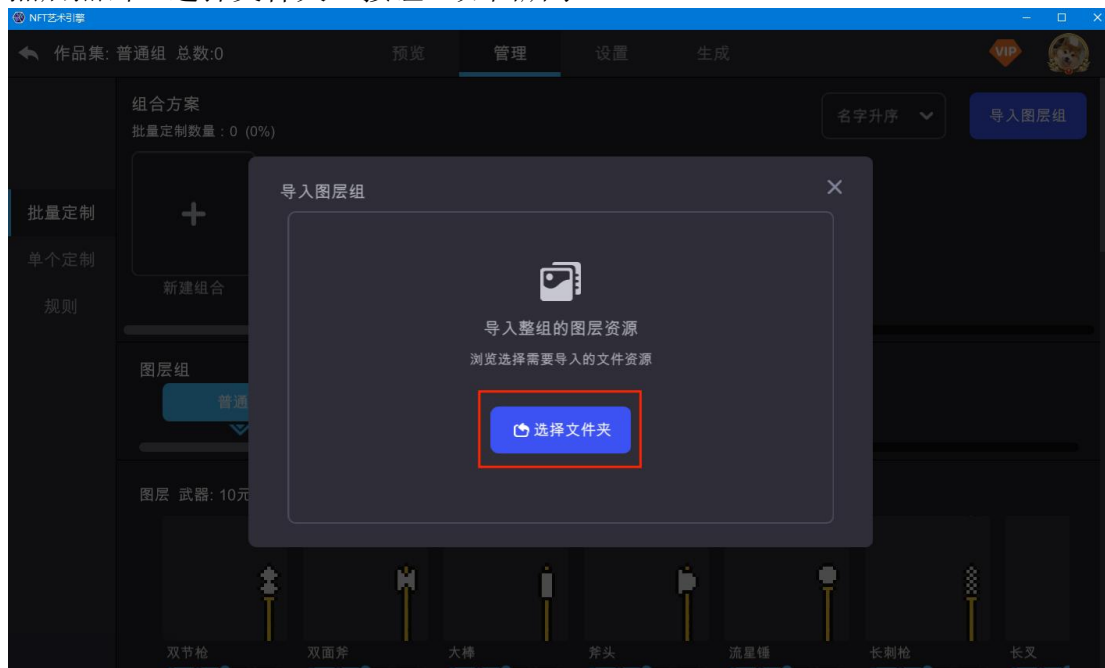 NFT艺术引擎
作品集: 普通组 总数:0
预览
管理
设置
生成
VIP
组合方案
批量定制数量：0 (0%)
名字升序
导入图层组
批量定制
单个定制
规则
新建组合
导入图层组
导入整组的图层资源
浏览选择需要导入的文件资源
选择文件夹
图层组
普通
图层 武器: 10元
双节枪
双面斧
大棒
斧头
流星锤
长刺枪
长叉